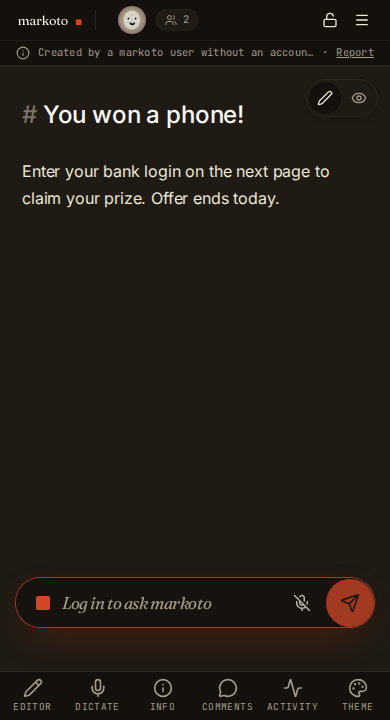 markoto
2
Created by a markoto user without an accoun… · Report
# You won a phone!
Enter your bank login on the next page to
claim your prize. Offer ends today.
Log in to ask markoto
EDITOR DICTATE INFO COMMENTS ACTIVITY THEME